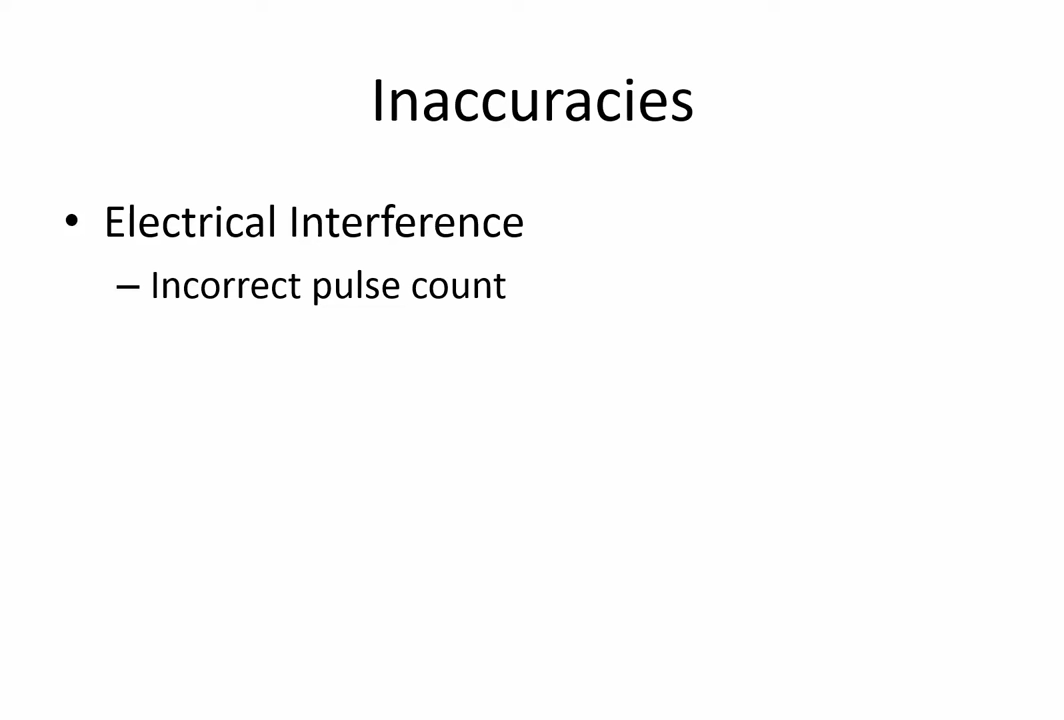 Inaccuracies
• Electrical Interference
– Incorrect pulse count